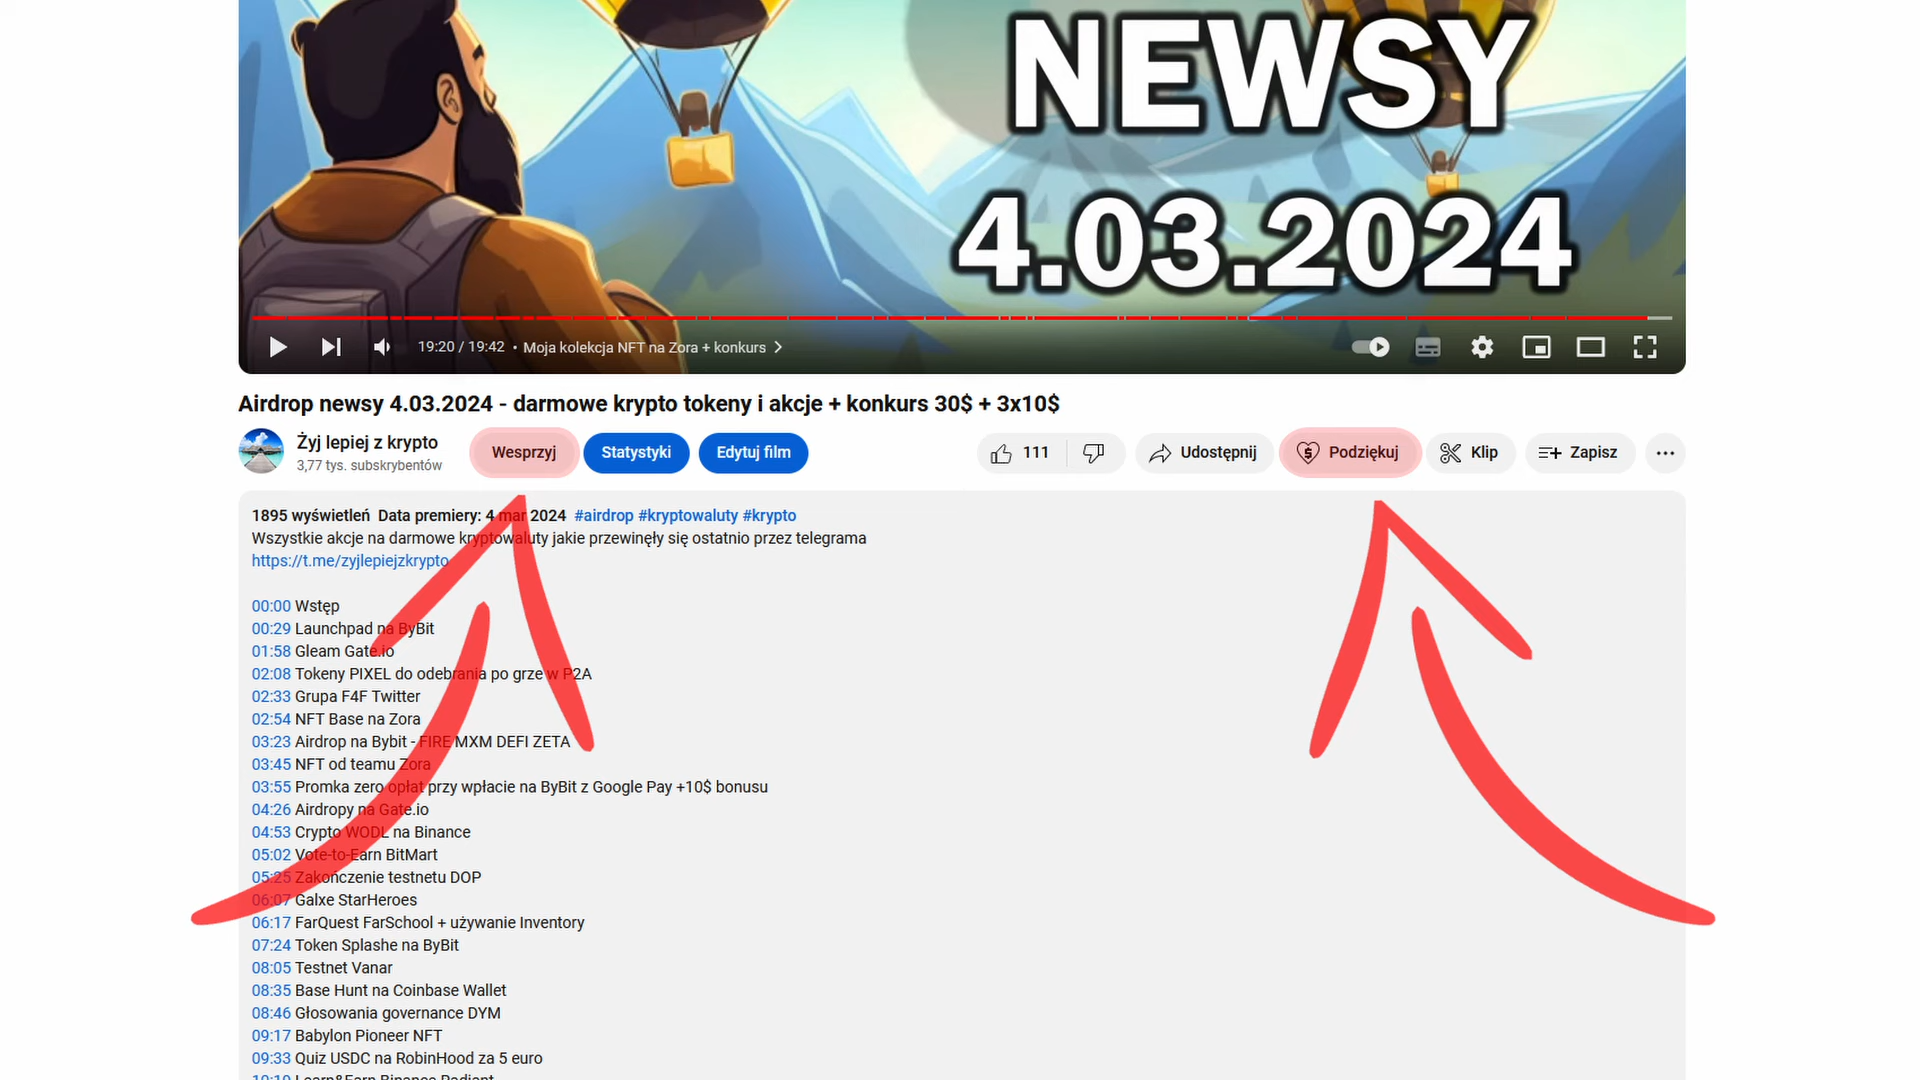 NEWSY
4.03.2024
19:20 / 19:42 • Moja kolekcja NFT na Zora + konkurs
Airdrop newsy 4.03.2024 - darmowe krypto tokeny i akcje + konkurs 30$ + 3x10$
Żyj lepiej z krypto
3,77 tys. subskrybentów
Wesprzyj
Statystyki
Edytuj film
111
Udostępnij
Podziękuj
Klip
Zapisz
1895 wyświetleń Data premiery: 4 mar 2024 #airdrop #kryptowaluty #krypto
Wszystkie akcje na darmowe kryptowaluty jakie przewinęły się ostatnio przez telegrama
https://t.me/zyjlepiejzkrypto
00:00 Wstęp
00:29 Launchpad na ByBit
01:58 Gleam Gate.io
02:08 Tokeny PIXEL do odebrania po grze w P2A
02:33 Grupa F4F Twitter
02:54 NFT Base na Zora
03:23 Airdrop na Bybit - FIRE MXM DEFI ZETA
03:45 NFT od teamu Zora
03:55 Promka zero opłat przy wpłacie na ByBit z Google Pay +10$ bonusu
04:26 Airdropy na Gate.io
04:53 Crypto WODL na Binance
05:02 Vote-to-Earn BitMart
05:25 Zakończenie testnetu DOP
06:07 Galxe StarHeroes
06:17 FarQuest FarSchool + używanie Inventory
07:24 Token Splashe na ByBit
08:05 Testnet Vanar
08:35 Base Hunt na Coinbase Wallet
08:46 Głosowania governance DYM
09:17 Babylon Pioneer NFT
09:33 Quiz USDC na RobinHood za 5 euro
10:10 Learn&Earn Binance Radient